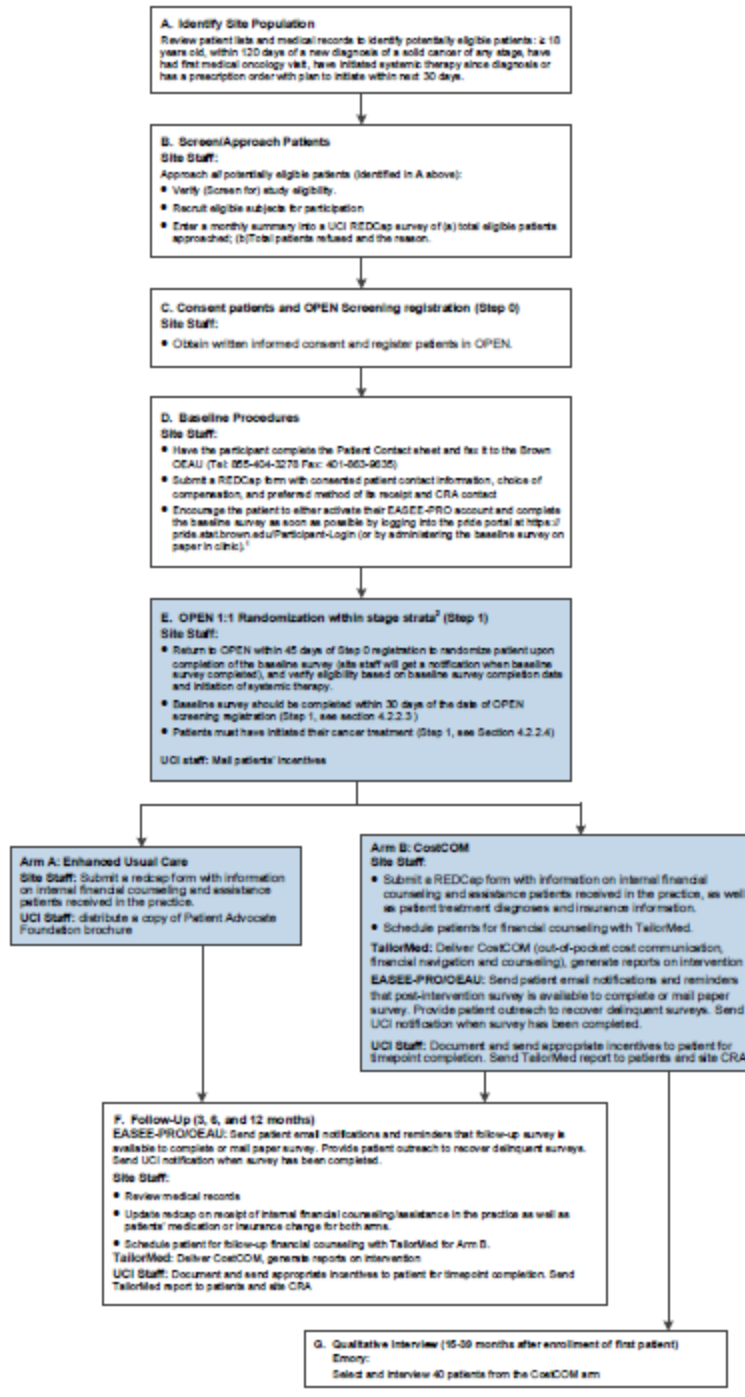 A. Identify Site Population
Review patient lists and medical records to identify potentially eligible patients: ≥ 18
years old, within 120 days of a new diagnosis of a solid cancer of any stage, have
had first medical oncology visit, have initiated systemic therapy since diagnosis or
has a prescription order with plan to initiate within next 30 days.
B. Screen/Approach Patients
Site Staff:
Approach all potentially eligible patients (identified in A above):
• Verify (Screen for) study eligibility.
• Recruit eligible subjects for participation
• Enter a monthly summary into a UCI REDCap survey of (a) total eligible patients
approached; (b)Total patients refused and the reason.
C. Consent patients and OPEN Screening registration (Step 0)
Site Staff:
• Obtain written informed consent and register patients in OPEN.
D. Baseline Procedures
Site Staff:
• Have the participant complete the Patient Contact sheet and fax it to the Brown
OEAU (Tel: 855-404-3278 Fax: 401-863-9635)
• Submit a REDCap form with consented patient contact information, choice of
compensation, and preferred method of its receipt and CRA contact
• Encourage the patient to either activate their EASEE-PRO account and complete
the baseline survey as soon as possible by logging into the pride portal at https://
pride.stat.brown.edu/Participant-Login (or by administering the baseline survey on
paper in clinic).¹
E. OPEN 1:1 Randomization within stage strata² (Step 1)
Site Staff:
• Return to OPEN within 45 days of Step 0 registration to randomize patient upon
completion of the baseline survey (site staff will get a notification when baseline
survey completed), and verify eligibility based on baseline survey completion date
and initiation of systemic therapy.
• Baseline survey should be completed within 30 days of the date of OPEN
screening registration (Step 1, see section 4.2.2.3 )
• Patients must have initiated their cancer treatment (Step 1, see Section 4.2.2.4)
UCI staff: Mail patients' incentives
Arm A: Enhanced Usual Care
Site Staff: Submit a redcap form with information
on internal financial counseling and assistance
patients received in the practice.
UCI Staff: distribute a copy of Patient Advocate
Foundation brochure
Arm B: CostCOM
Site Staff:
• Submit a REDCap form with information on internal financial
counseling and assistance patients received in the practice, as well
as patient treatment diagnoses and insurance information.
• Schedule patients for financial counseling with TailorMed.
TailorMed: Deliver CostCOM (out-of-pocket cost communication,
financial navigation and counseling), generate reports on intervention
EASEE-PRO/OEAU: Send patient email notifications and reminders
that post-intervention survey is available to complete or mail paper
survey. Provide patient outreach to recover delinquent surveys. Send
UCI notification when survey has been completed.
UCI Staff: Document and send appropriate incentives to patient for
timepoint completion. Send TailorMed report to patients and site CRA
F. Follow-Up (3, 6, and 12 months)
EASEE-PRO/OEAU: Send patient email notifications and reminders that follow-up survey is
available to complete or mail paper survey. Provide patient outreach to recover delinquent surveys.
Send UCI notification when survey has been completed.
Site Staff:
• Review medical records
• Update redcap on receipt of internal financial counseling/assistance in the practice as well as
patients' medication or insurance change for both arms.
• Schedule patient for follow-up financial counseling with TailorMed for Arm B.
TailorMed: Deliver CostCOM, generate reports on intervention
UCI Staff: Document and send appropriate incentives to patient for timepoint completion. Send
TailorMed report to patients and site CRA
G. Qualitative Interview (15-39 months after enrollment of first patient)
Emory:
Select and interview 40 patients from the CostCOM arm